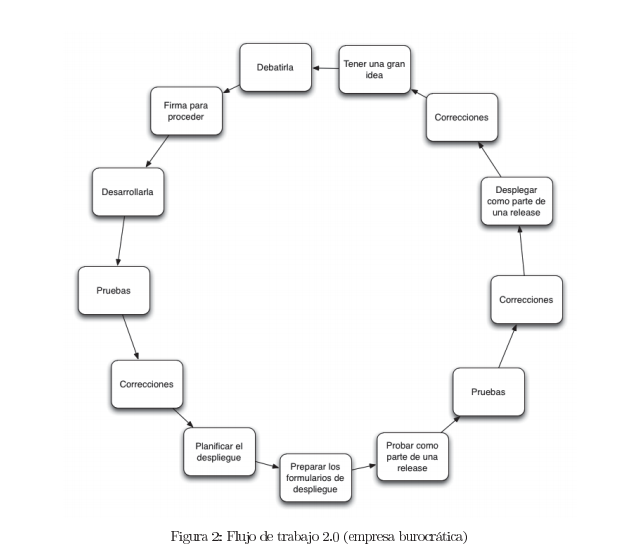 Tener una gran
idea
Debatirla
Firma para
proceder
Desarrollarla
Pruebas
Correcciones
Planificar el
despliegue
Preparar los
formularios de
despliegue
Probar como
parte de una
release
Pruebas
Correcciones
Desplegar
como parte de
una release
Correcciones
Figura 2: Flujo de trabajo 2.0 (empresa burocrática)